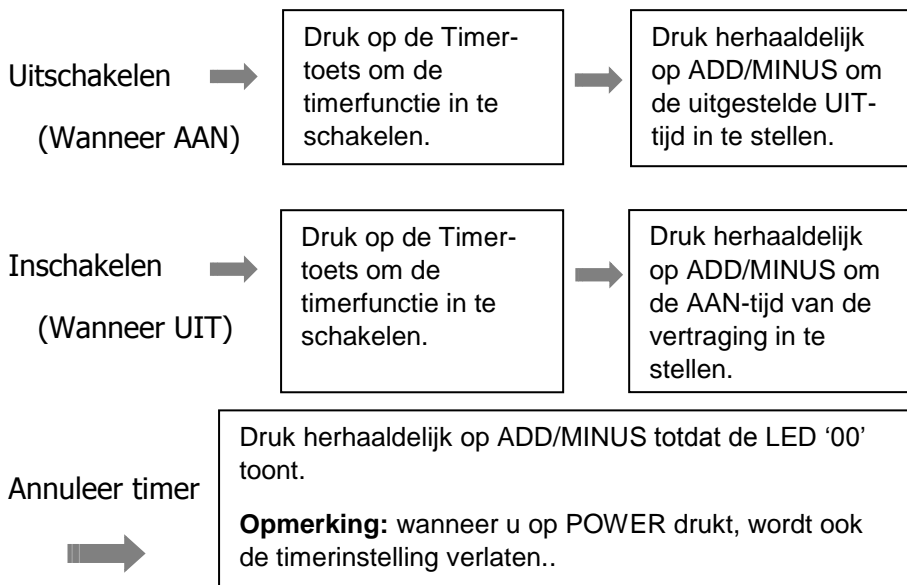 Uitschakelen
(Wanneer AAN)
Druk op de Timer-
toets om de
timerfunctie in te
schakelen.
Druk herhaaldelijk
op ADD/MINUS om
de uitgestelde UIT-
tijd in te stellen.
Inschakelen
(Wanneer UIT)
Druk op de Timer-
toets om de
timerfunctie in te
schakelen.
Druk herhaaldelijk
op ADD/MINUS om
de AAN-tijd van de
vertraging in te
stellen.
Annuleer timer
Druk herhaaldelijk op ADD/MINUS totdat de LED ‘00’
toont.
Opmerking: wanneer u op POWER drukt, wordt ook
de timerinstelling verlaten..